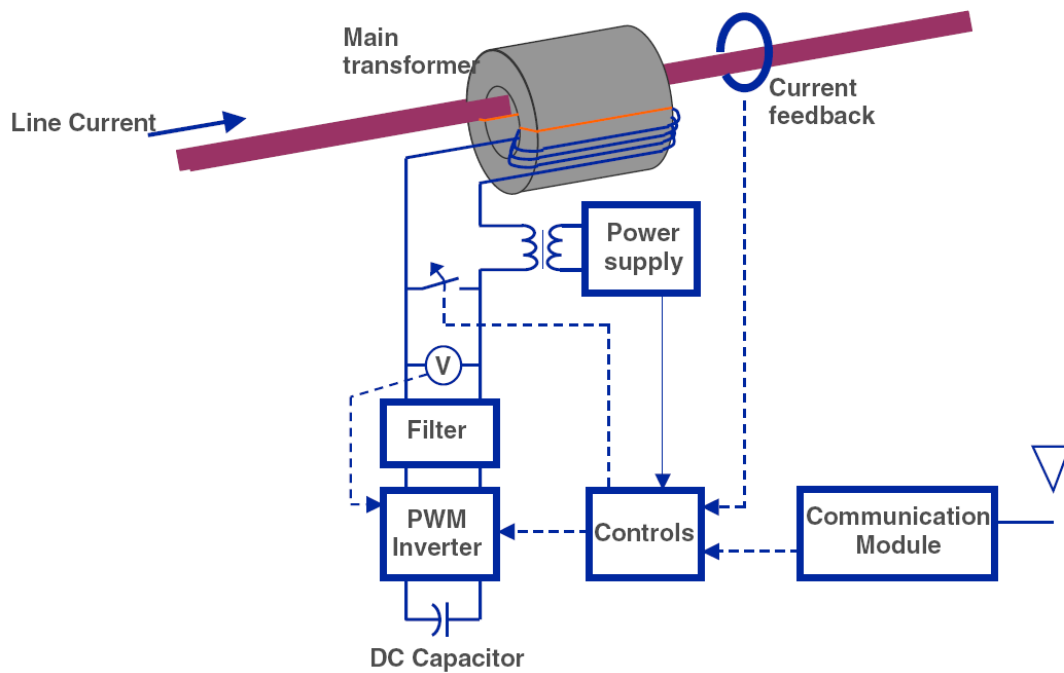 Main
transformer
Line Current
Current
feedback
Power
supply
V
Filter
PWM
Inverter
Controls
Communication
Module
DC Capacitor